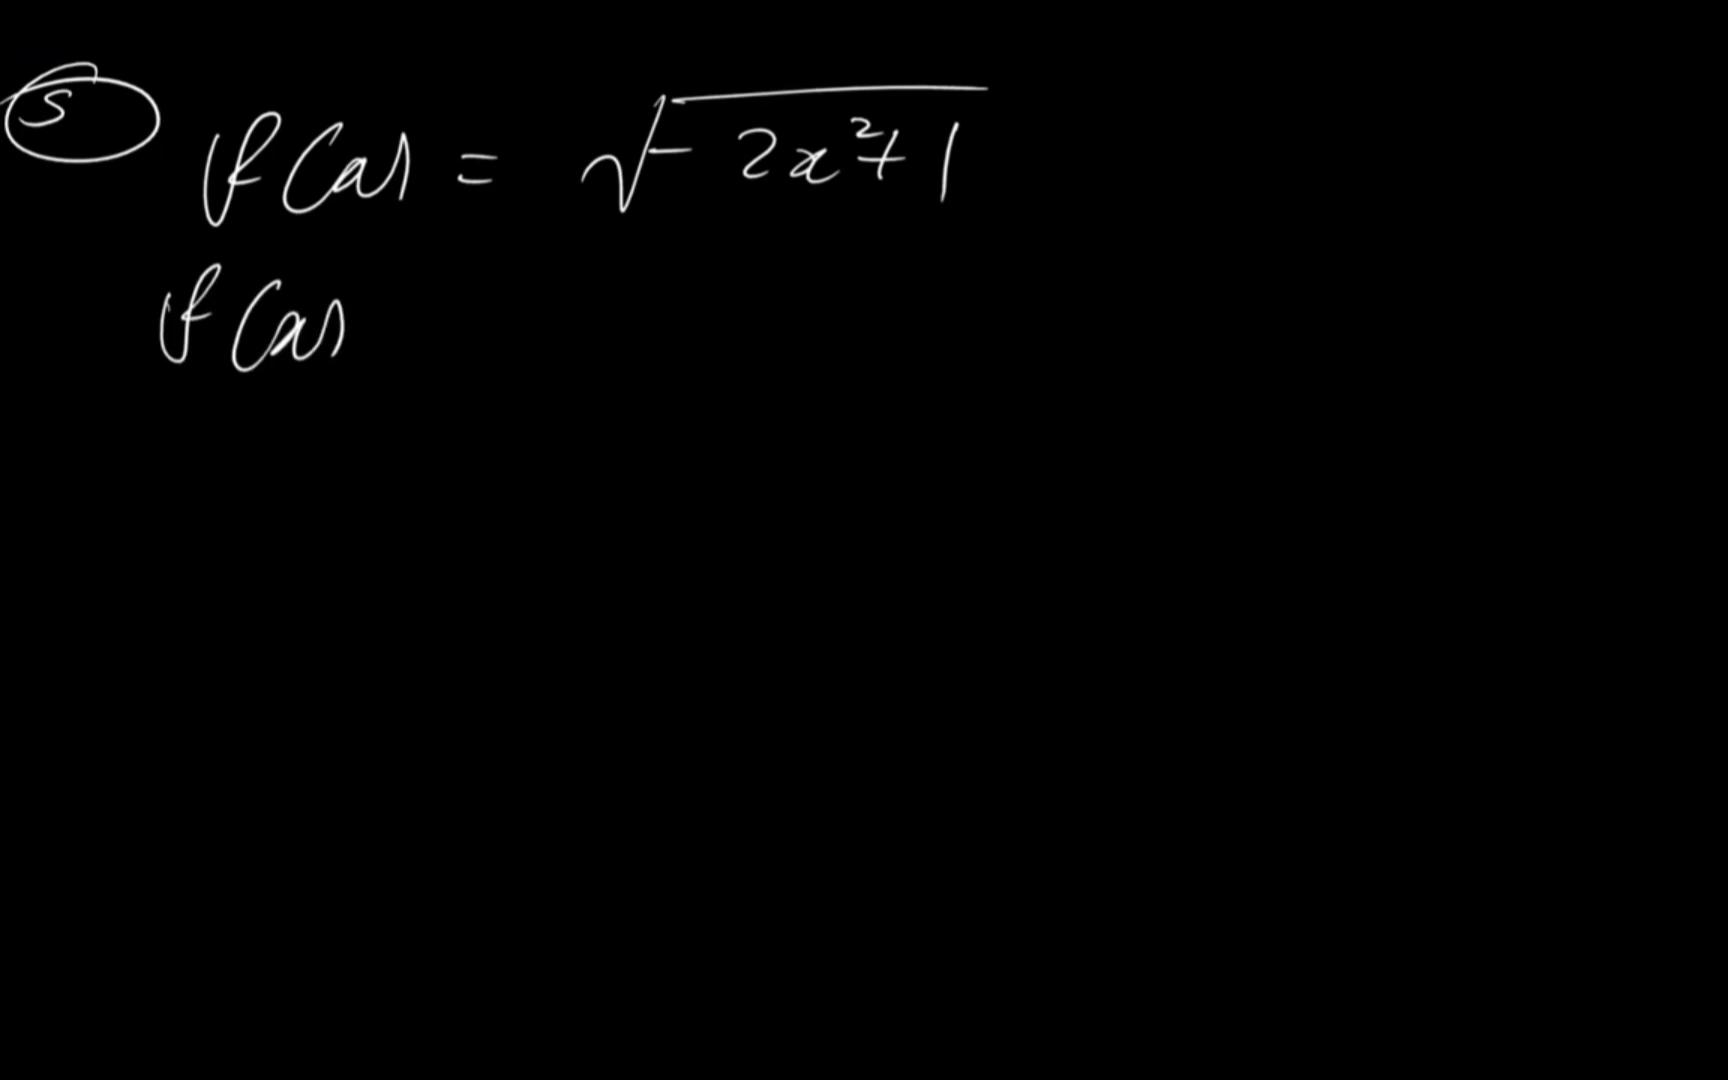 5 f(x) = √-2x²+1
f(x)